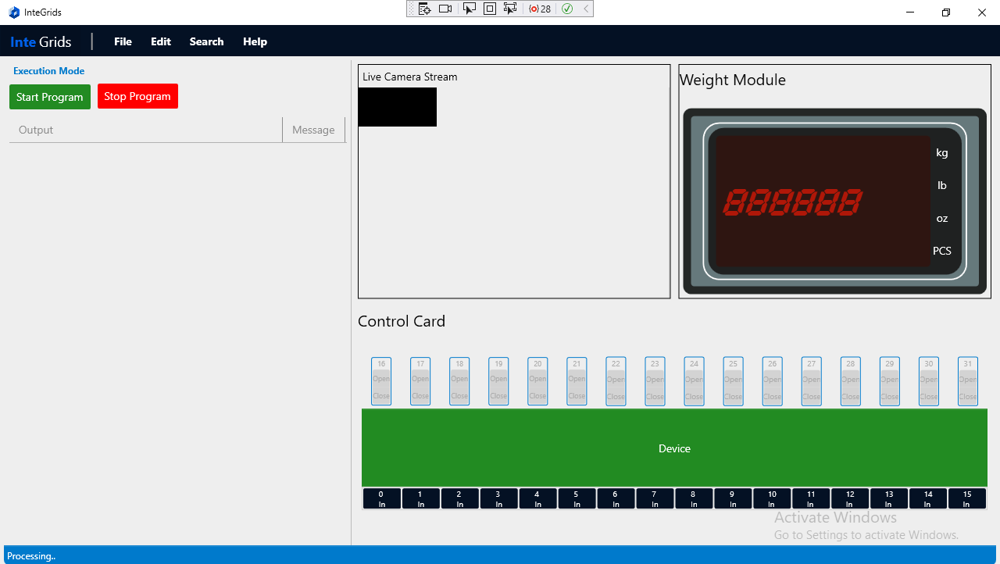 InteGrids
28
Inte Grids | File Edit Search Help
Execution Mode
Start Program Stop Program
Output Message
Live Camera Stream
Weight Module
888888
kg
lb
oz
PCS
Control Card
16 17 18 19 20 21 22 23 24 25 26 27 28 29 30 31
Open Open Open Open Open Open Open Open Open Open Open Open Open Open Open Open
Close Close Close Close Close Close Close Close Close Close Close Close Close Close Close Close
Device
0 1 2 3 4 5 6 7 8 9 10 11 12 13 14 15
In In In In In In In In In In In In In In In In
Activate Windows
Go to Settings to activate Windows.
Processing..